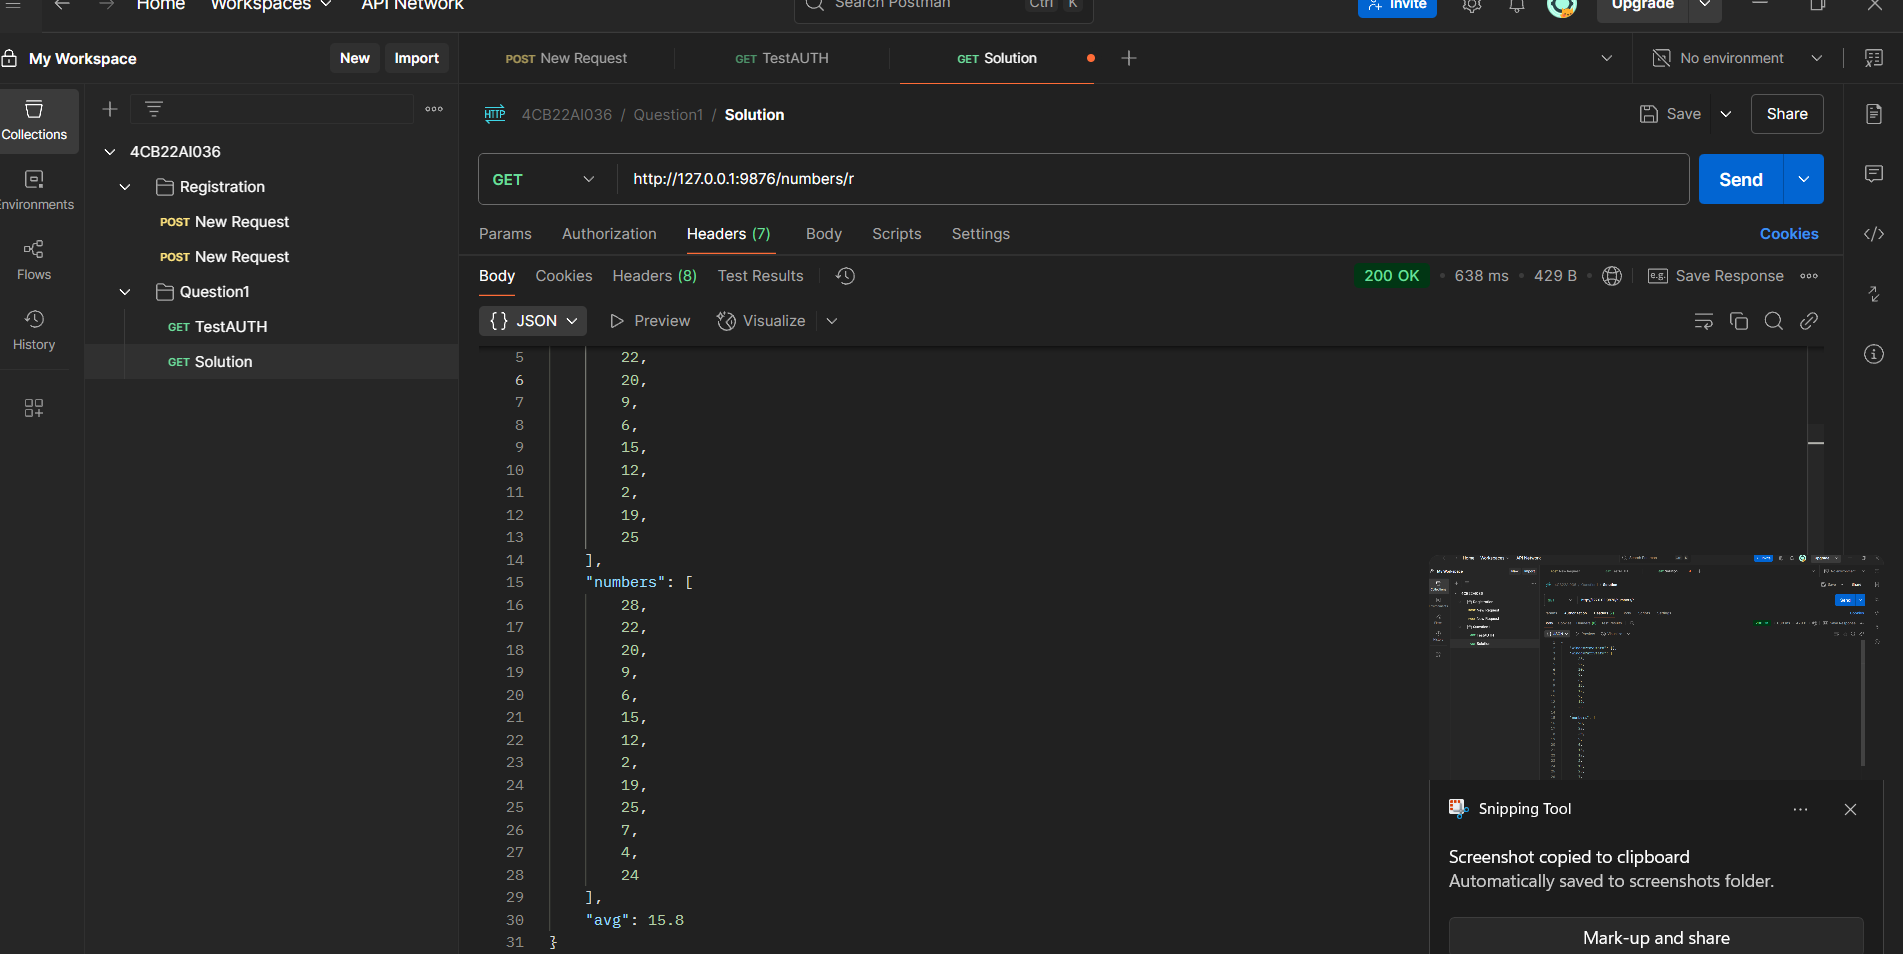 Home Workspaces API Network Search Postman Ctrl K Invite Upgrade
My Workspace New Import POST New Request GET TestAUTH GET Solution No environment
HTTP 4CB22AI036 / Question1 / Solution Save Share
Collections
Environments
Flows
History
4CB22AI036
Registration
POST New Request
POST New Request
Question1
GET TestAUTH
GET Solution
GET http://127.0.0.1:9876/numbers/r Send
Params Authorization Headers (7) Body Scripts Settings Cookies
Body Cookies Headers (8) Test Results 200 OK • 638 ms • 429 B • e.g. Save Response
{} JSON Preview Visualize
5 22,
6 20,
7 9,
8 6,
9 15,
10 12,
11 2,
12 19,
13 25
14 ],
15 "numbers": [
16 28,
17 22,
18 20,
19 9,
20 6,
21 15,
22 12,
23 2,
24 19,
25 25,
26 7,
27 4,
28 24
29 ],
30 "avg": 15.8
31 }
Snipping Tool
Screenshot copied to clipboard
Automatically saved to screenshots folder.
Mark-up and share